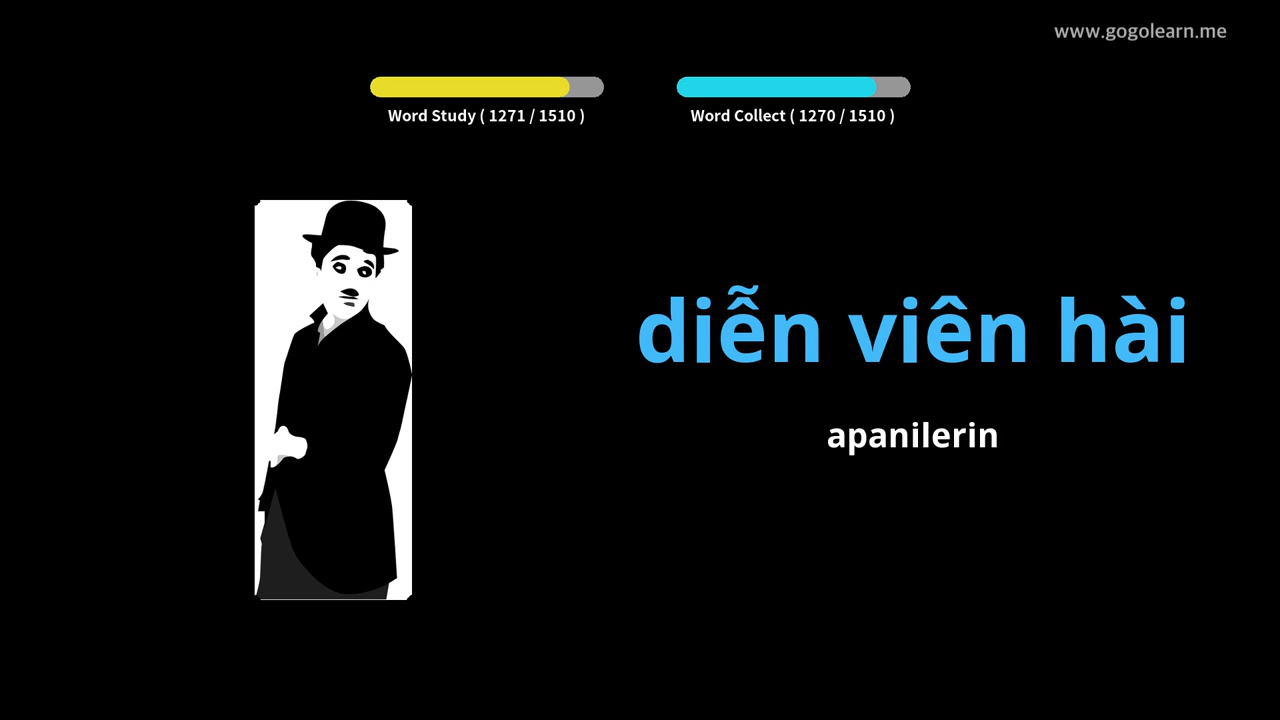 www.gogolearn.me
Word Study ( 1271 / 1510 )
Word Collect ( 1270 / 1510 )
diễn viên hài
apanilerin